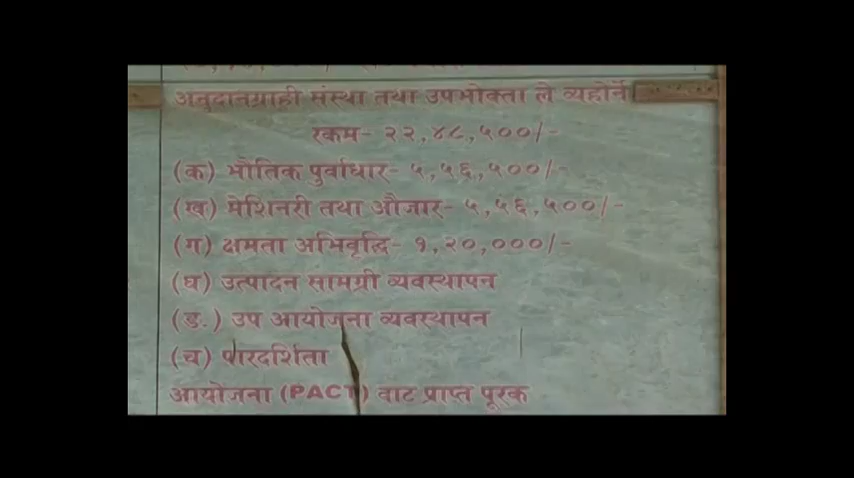 अनुदानग्राही संस्था तथा उपभोक्ता ले व्यहोर्ने
रकम- २२,४८,५००/-
(क) भौतिक पुर्वाधार- ५,५६,५००/-
(ख) मेशिनरी तथा औजार- ५,५६,५००/-
(ग) क्षमता अभिवृद्धि- १,२०,०००/-
(घ) उत्पादन सामग्री व्यवस्थापन
(ङ.) उप आयोजना व्यवस्थापन
(च) पारदर्शिता
आयोजना (PACT) वाट प्राप्त पूरक